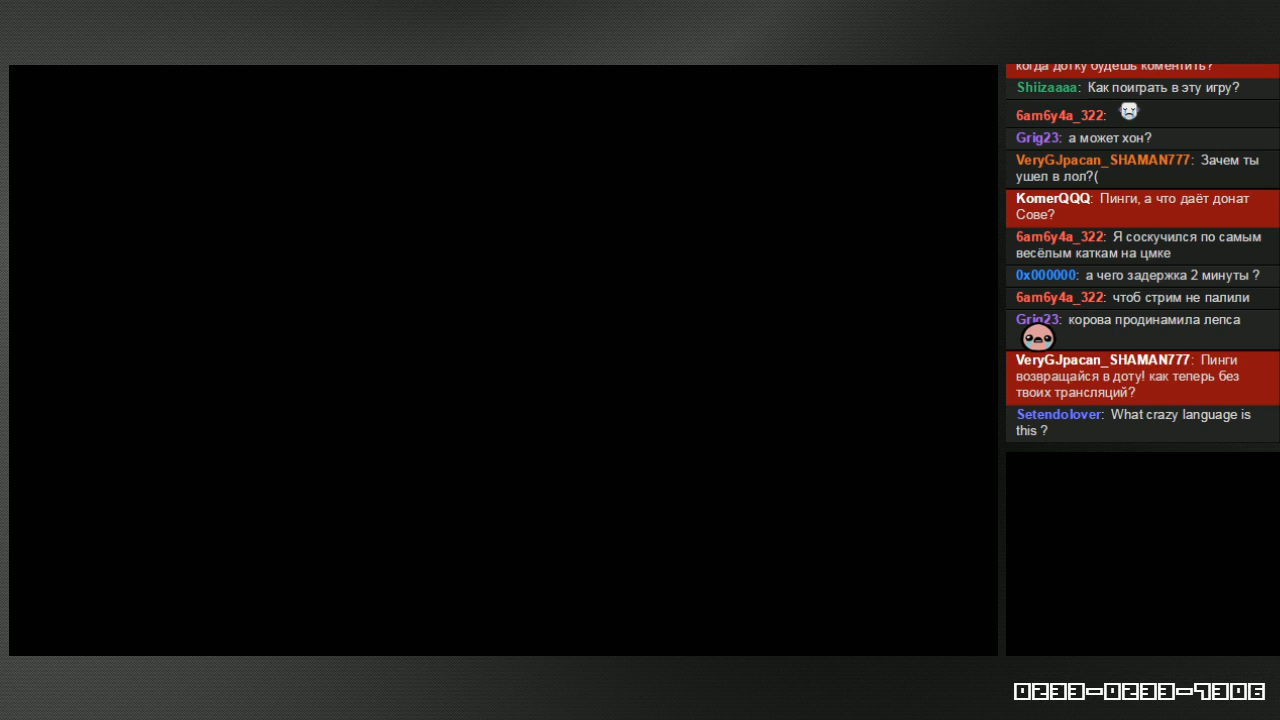 когда дотку будешь коментить?
Shiizaaaa: Как поиграть в эту игру?
6am6y4a_322:
Grig23: а может хон?
VeryGJpacan_SHAMAN777: Зачем ты
ушел в лол?(
KomerQQQ: Пинги, а что даёт донат
Сове?
6am6y4a_322: Я соскучился по самым
весёлым каткам на цмке
0x000000: а чего задержка 2 минуты ?
6am6y4a_322: чтоб стрим не палили
Grig23: корова продинамила лепса
VeryGJpacan_SHAMAN777: Пинги
возвращайся в доту! как теперь без
твоих трансляций?
Setendolover: What crazy language is
this ?